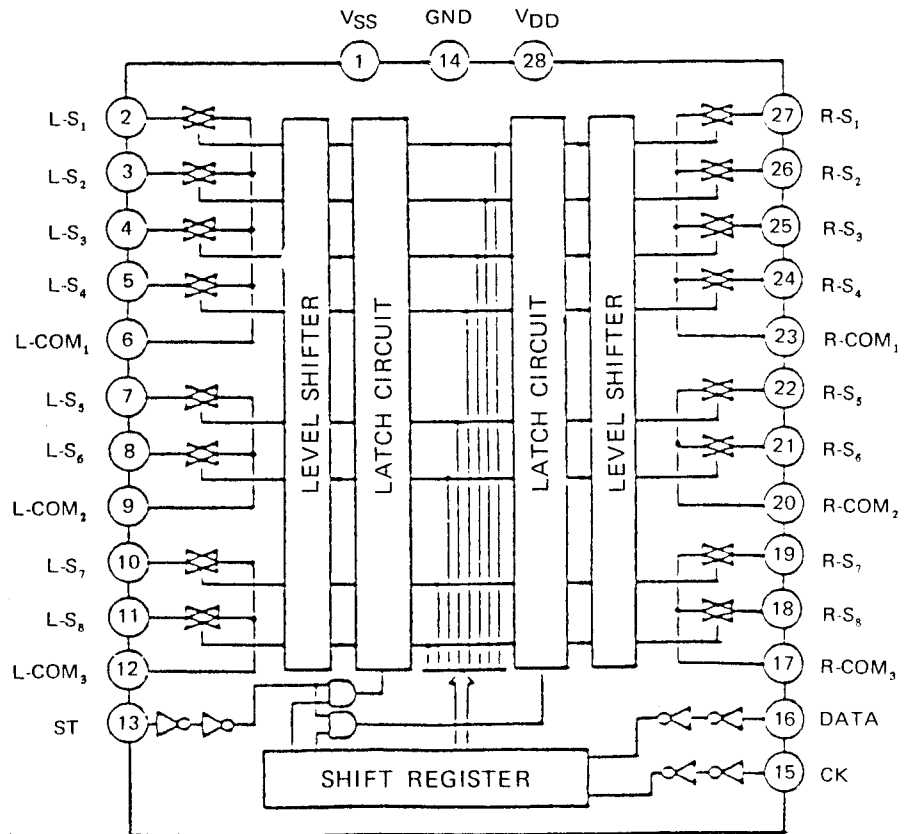 VSS GND VDD
1 14 28
L-S1 2 27 R-S1
L-S2 3 26 R-S2
L-S3 4 25 R-S3
L-S4 5 24 R-S4
L-COM1 6 23 R-COM1
L-S5 7 22 R-S5
L-S6 8 21 R-S6
L-COM2 9 20 R-COM2
L-S7 10 19 R-S7
L-S8 11 18 R-S8
L-COM3 12 17 R-COM3
ST 13 16 DATA
15 CK
LEVEL SHIFTER
LATCH CIRCUIT
LATCH CIRCUIT
LEVEL SHIFTER
SHIFT REGISTER